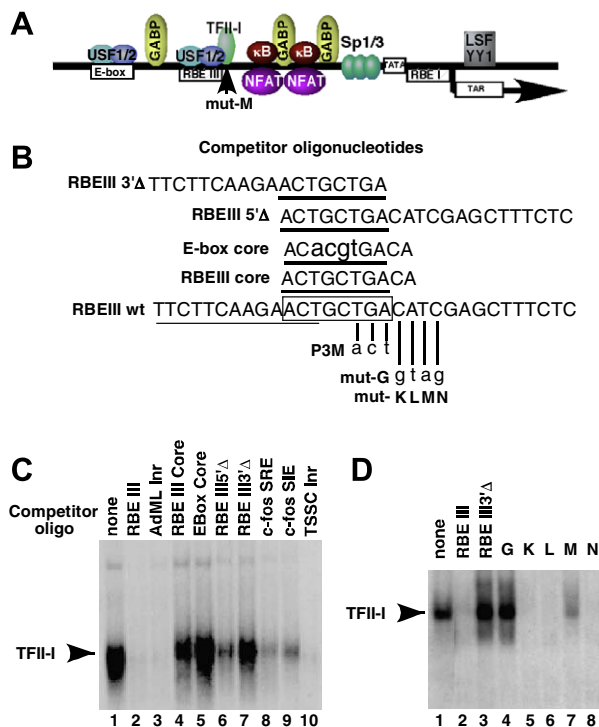 A
TFII-I
GABP
GABP
GABP
USF1/2
USF1/2
κB
κB
Sp1/3
LSF
YY1
E-box
RBE III
NFAT
NFAT
TATA
RBE I
TAR
mut-M
B
Competitor oligonucleotides
RBEIII 3'Δ TTCTTCAAGAACTGCTGA
RBEIII 5'Δ ACTGCTGACATCGAGCTTTCTC
E-box core ACacgtGACA
RBEIII core ACTGCTGACA
RBEIII wt TTCTTCAAGAACTGCTGACATCGAGCTTTCTC
P3M a c t
mut-G g t a g
mut- K L M N
C
Competitor oligo
none
RBE III
AdML Inr
RBE III Core
EBox Core
RBE III5'Δ
RBE III3'Δ
c-fos SRE
c-fos SIE
TSSC Inr
TFII-I
1 2 3 4 5 6 7 8 9 10
D
none
RBE III
RBE III3'Δ
G K L M N
TFII-I
1 2 3 4 5 6 7 8